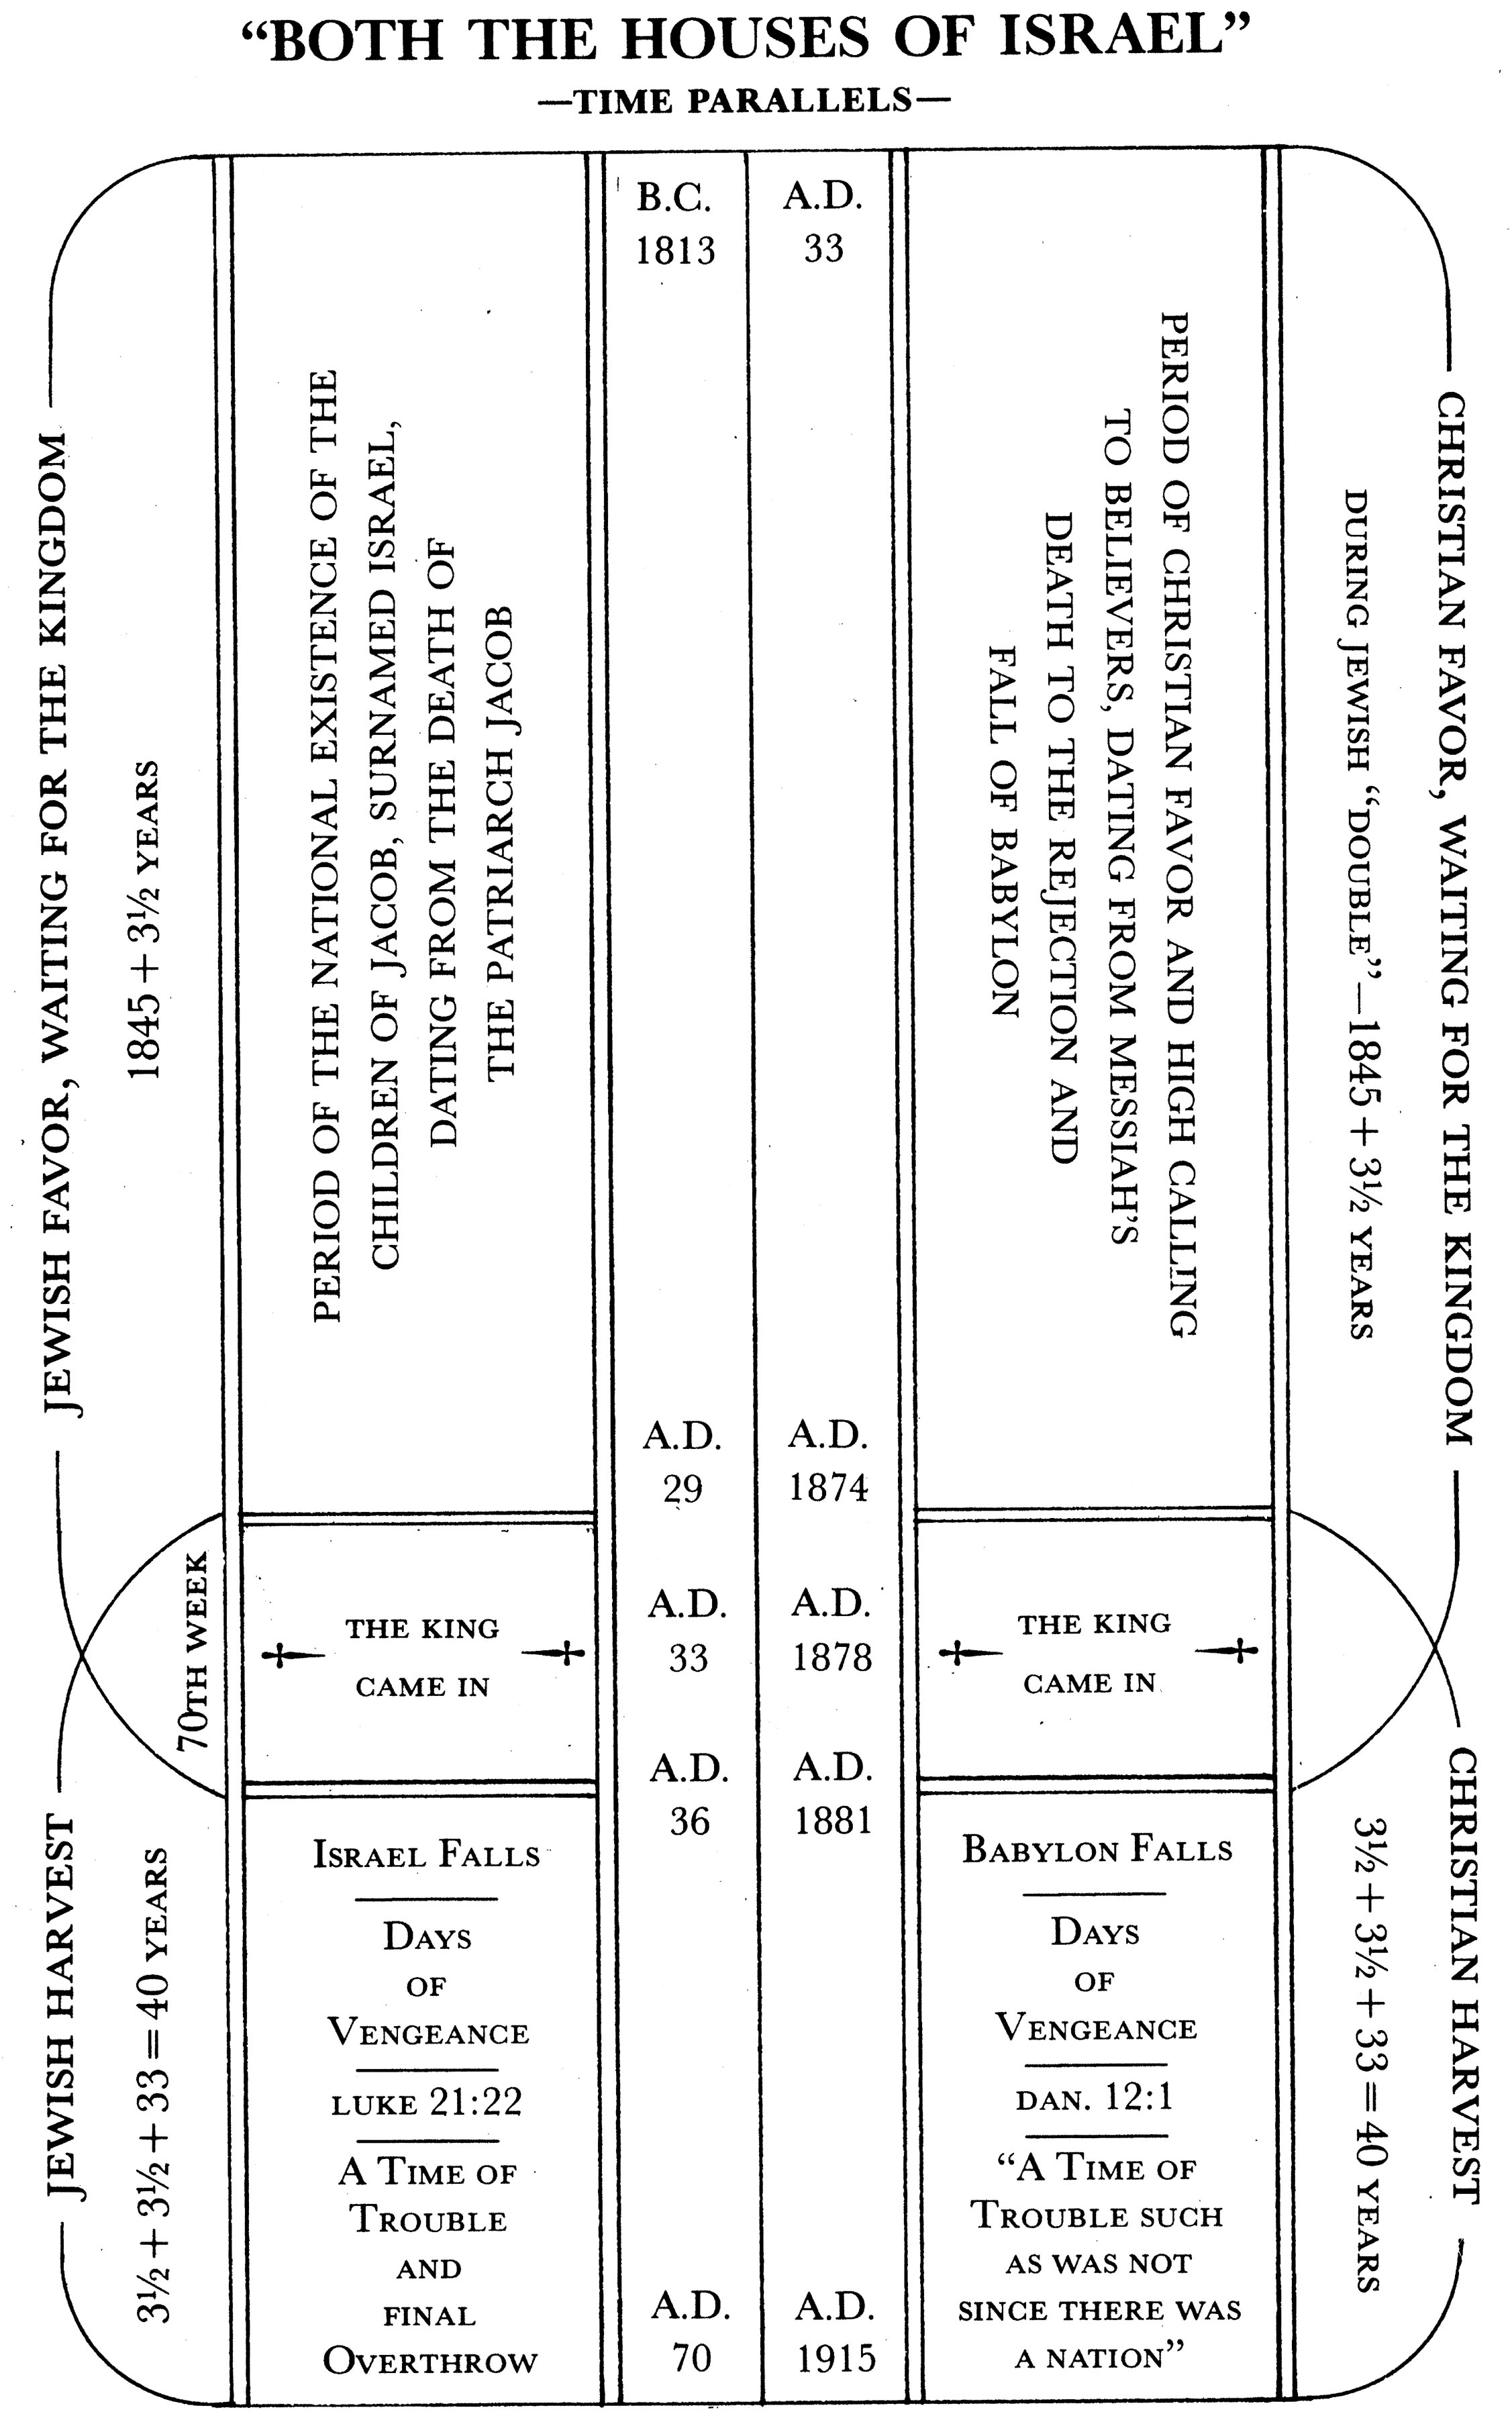 “BOTH THE HOUSES OF ISRAEL”
—TIME PARALLELS—
JEWISH FAVOR, WAITING FOR THE KINGDOM
1845 + 3½ YEARS
PERIOD OF THE NATIONAL EXISTENCE OF THE
CHILDREN OF JACOB, SURNAMED ISRAEL,
DATING FROM THE DEATH OF
THE PATRIARCH JACOB
B.C.
1813
A.D.
33
PERIOD OF CHRISTIAN FAVOR AND HIGH CALLING
TO BELIEVERS, DATING FROM MESSIAH'S
DEATH TO THE REJECTION AND
FALL OF BABYLON
DURING JEWISH “DOUBLE”—1845 + 3½ YEARS
CHRISTIAN FAVOR, WAITING FOR THE KINGDOM
A.D.
29
A.D.
1874
70TH WEEK
THE KING
CAME IN
A.D.
33
A.D.
1878
THE KING
CAME IN
A.D.
36
A.D.
1881
JEWISH HARVEST
3½ + 3½ + 33 = 40 YEARS
ISRAEL FALLS
DAYS
OF
VENGEANCE
LUKE 21:22
A TIME OF
TROUBLE
AND
FINAL
OVERTHROW
A.D.
70
A.D.
1915
BABYLON FALLS
DAYS
OF
VENGEANCE
DAN. 12:1
“A TIME OF
TROUBLE SUCH
AS WAS NOT
SINCE THERE WAS
A NATION”
3½ + 3½ + 33 = 40 YEARS
CHRISTIAN HARVEST